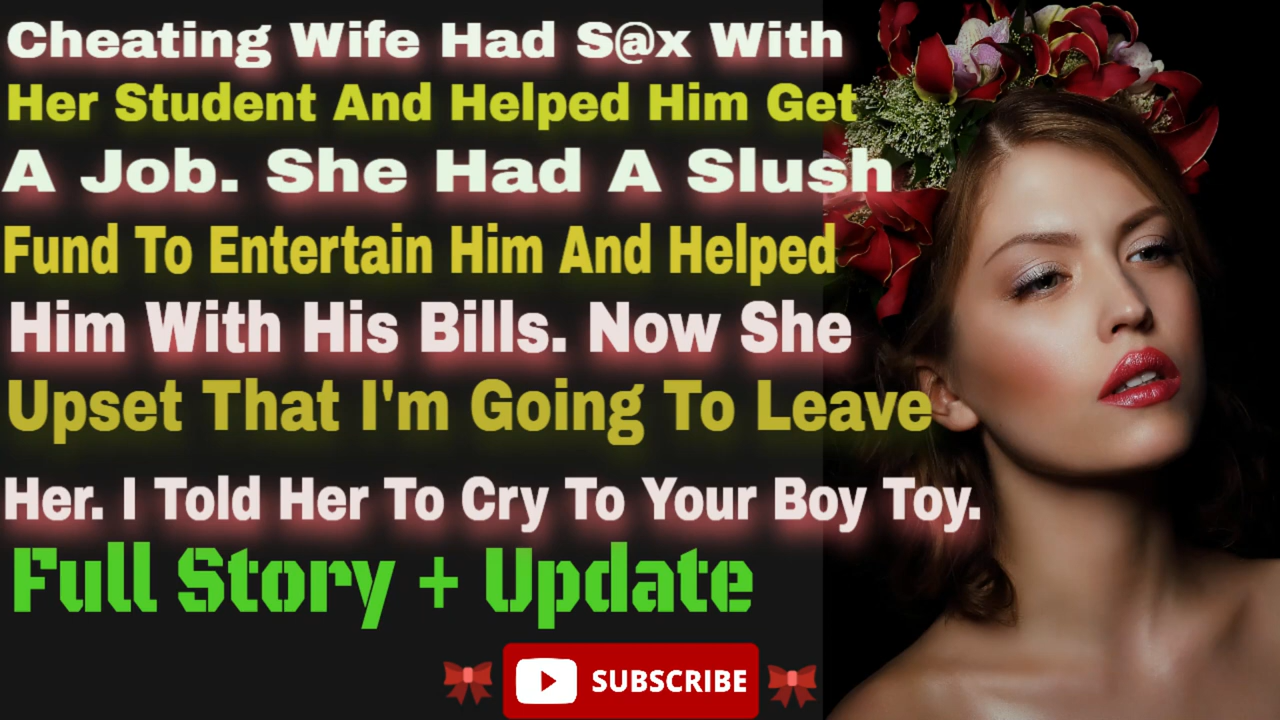 Cheating Wife Had S@x With
Her Student And Helped Him Get
A Job. She Had A Slush
Fund To Entertain Him And Helped
Him With His Bills. Now She
Upset That I'm Going To Leave
Her. I Told Her To Cry To Your Boy Toy.
Full Story + Update
SUBSCRIBE